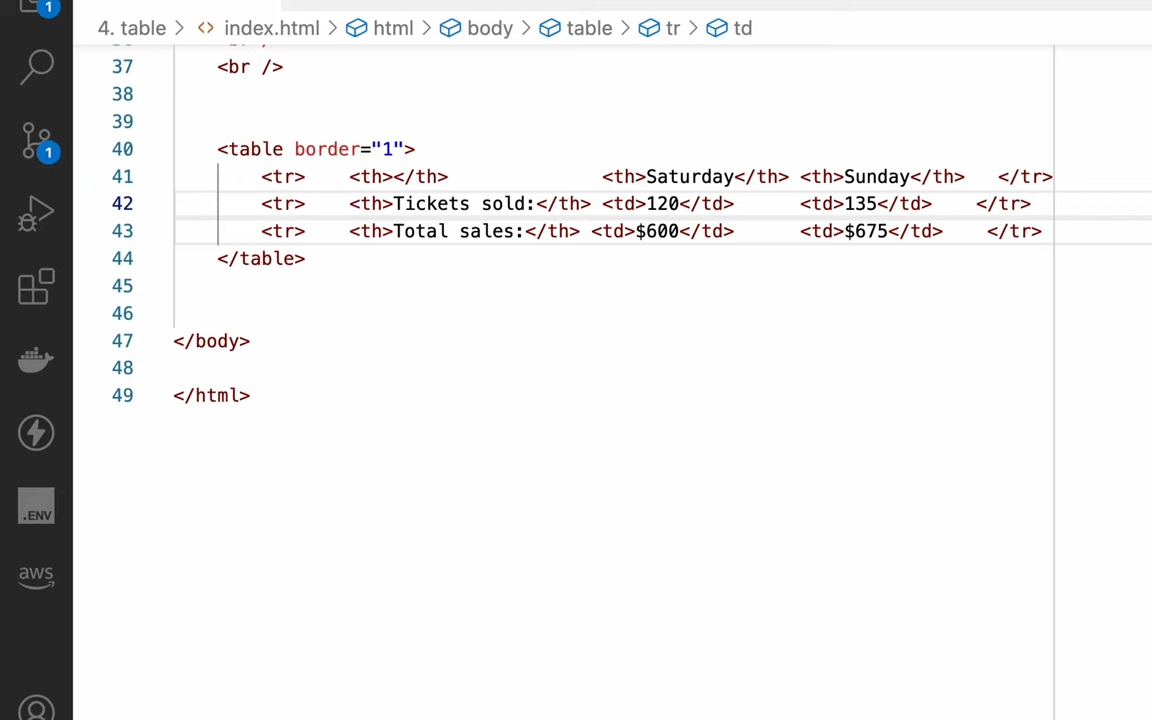 1
4. table > index.html > html > body > table > tr > td
37 <br />
38
39
40 <table border="1">
41 <tr> <th></th> <th>Saturday</th> <th>Sunday</th> </tr>
1
42 <tr> <th>Tickets sold:</th> <td>120</td> <td>135</td> </tr>
43 <tr> <th>Total sales:</th> <td>$600</td> <td>$675</td> </tr>
44 </table>
45
46
47 </body>
48
49 </html>
.ENV
aws